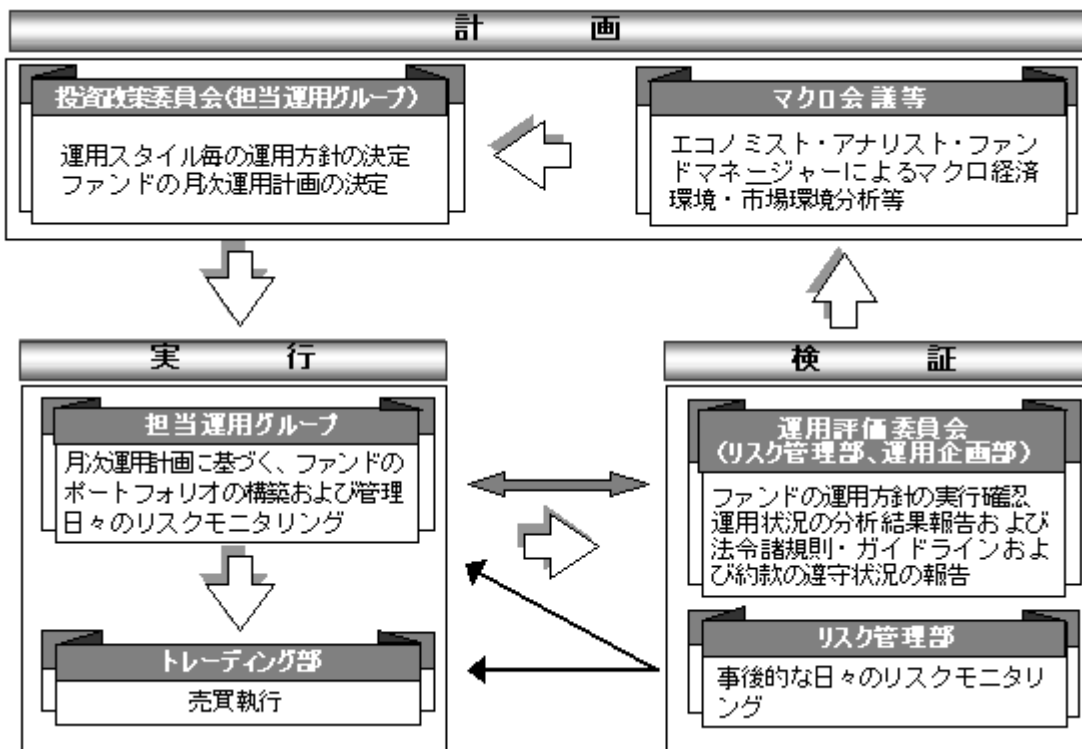 計画
投資政策委員会(担当運用グループ)
運用スタイル毎の運用方針の決定
ファンドの月次運用計画の決定
マクロ会議等
エコノミスト・アナリスト・ファン
ドマネージャーによるマクロ経済
環境・市場環境分析等
実行
担当運用グループ
月次運用計画に基づく、ファンドの
ポートフォリオの構築および管理
日々のリスクモニタリング
トレーディング部
売買執行
検証
運用評価委員会
(リスク管理部、運用企画部)
ファンドの運用方針の実行確認
運用状況の分析結果報告および
法令諸規則・ガイドラインおよ
び約款の遵守状況の報告
リスク管理部
事後的な日々のリスクモニタリ
ング